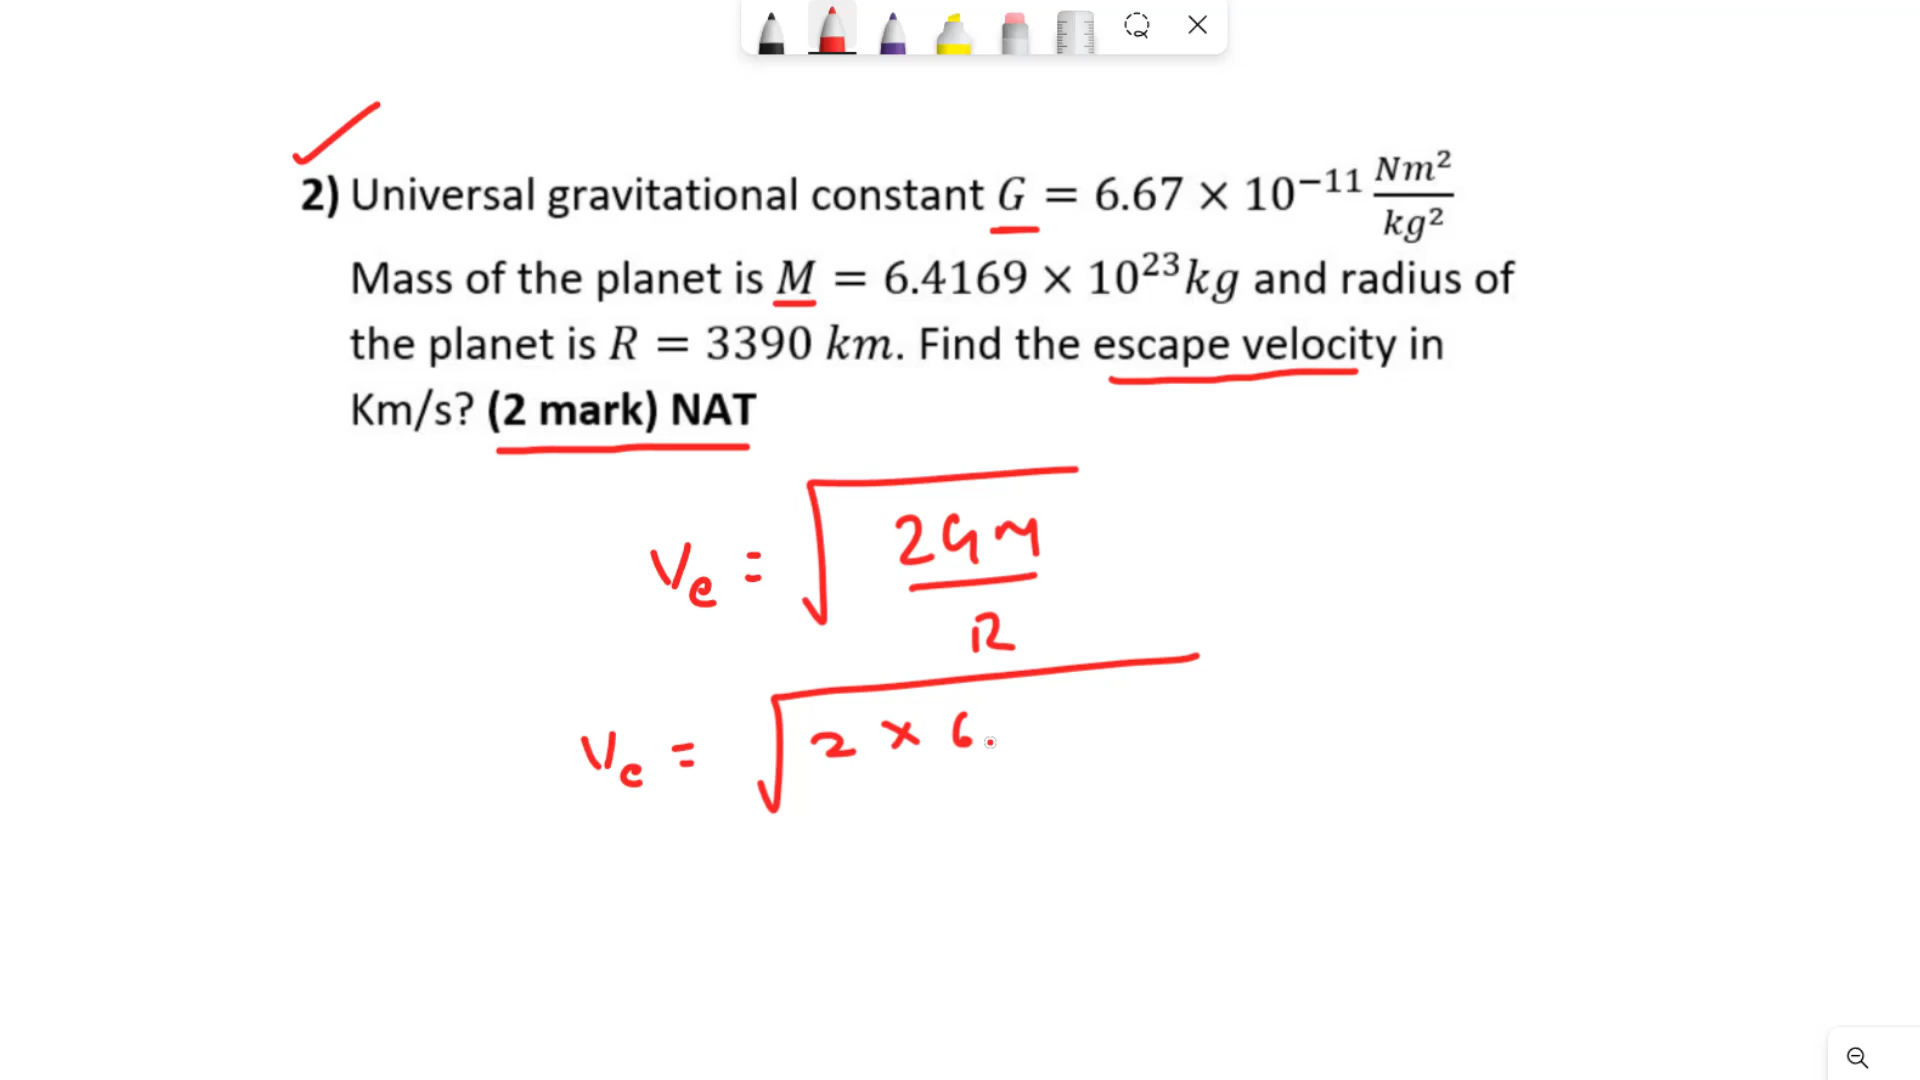 2) Universal gravitational constant G = 6.67 × 10⁻¹¹ Nm²/kg²
Mass of the planet is M = 6.4169 × 10²³kg and radius of
the planet is R = 3390 km. Find the escape velocity in
Km/s? (2 mark) NAT
Ve = √(2GM/R)
Ve = √(2 × 6.